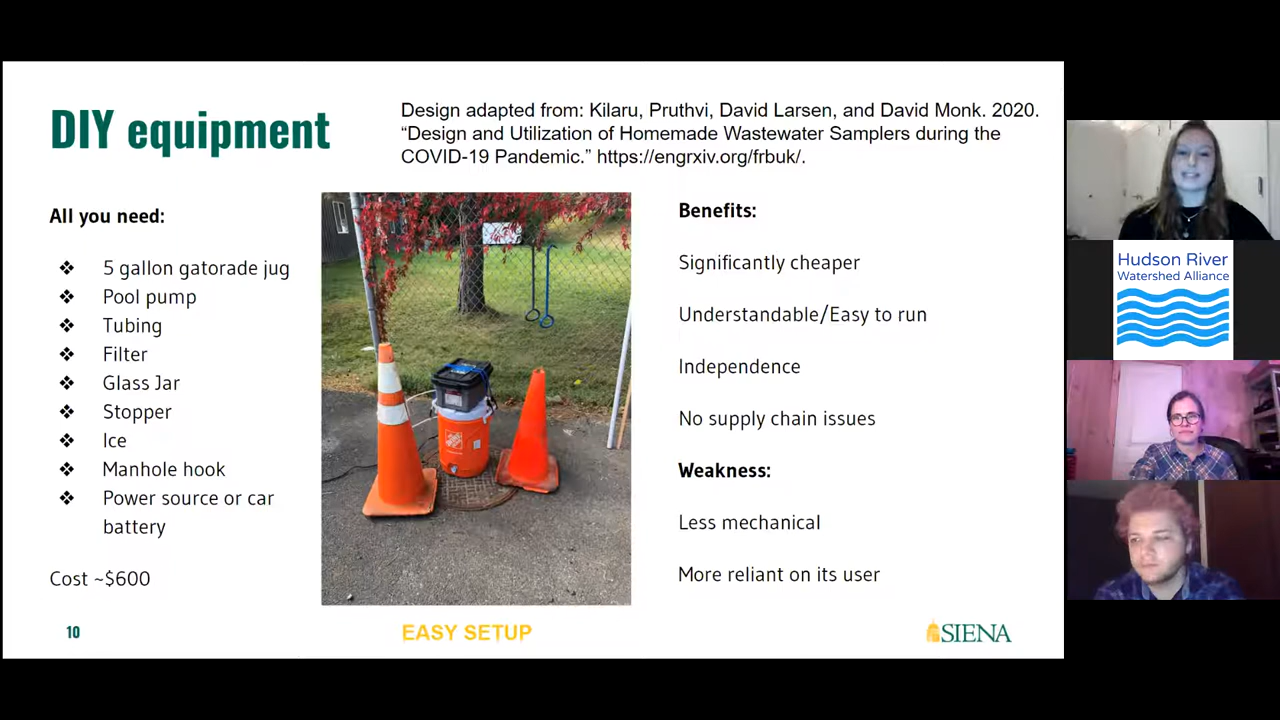 DIY equipment
Design adapted from: Kilaru, Pruthvi, David Larsen, and David Monk. 2020.
“Design and Utilization of Homemade Wastewater Samplers during the
COVID-19 Pandemic.” https://engrxiv.org/frbuk/.
All you need:
❖ 5 gallon gatorade jug
❖ Pool pump
❖ Tubing
❖ Filter
❖ Glass Jar
❖ Stopper
❖ Ice
❖ Manhole hook
❖ Power source or car
battery
Cost ~$600
Benefits:
Significantly cheaper
Understandable/Easy to run
Independence
No supply chain issues
Weakness:
Less mechanical
More reliant on its user
10
EASY SETUP
SIENA
Hudson River
Watershed Alliance